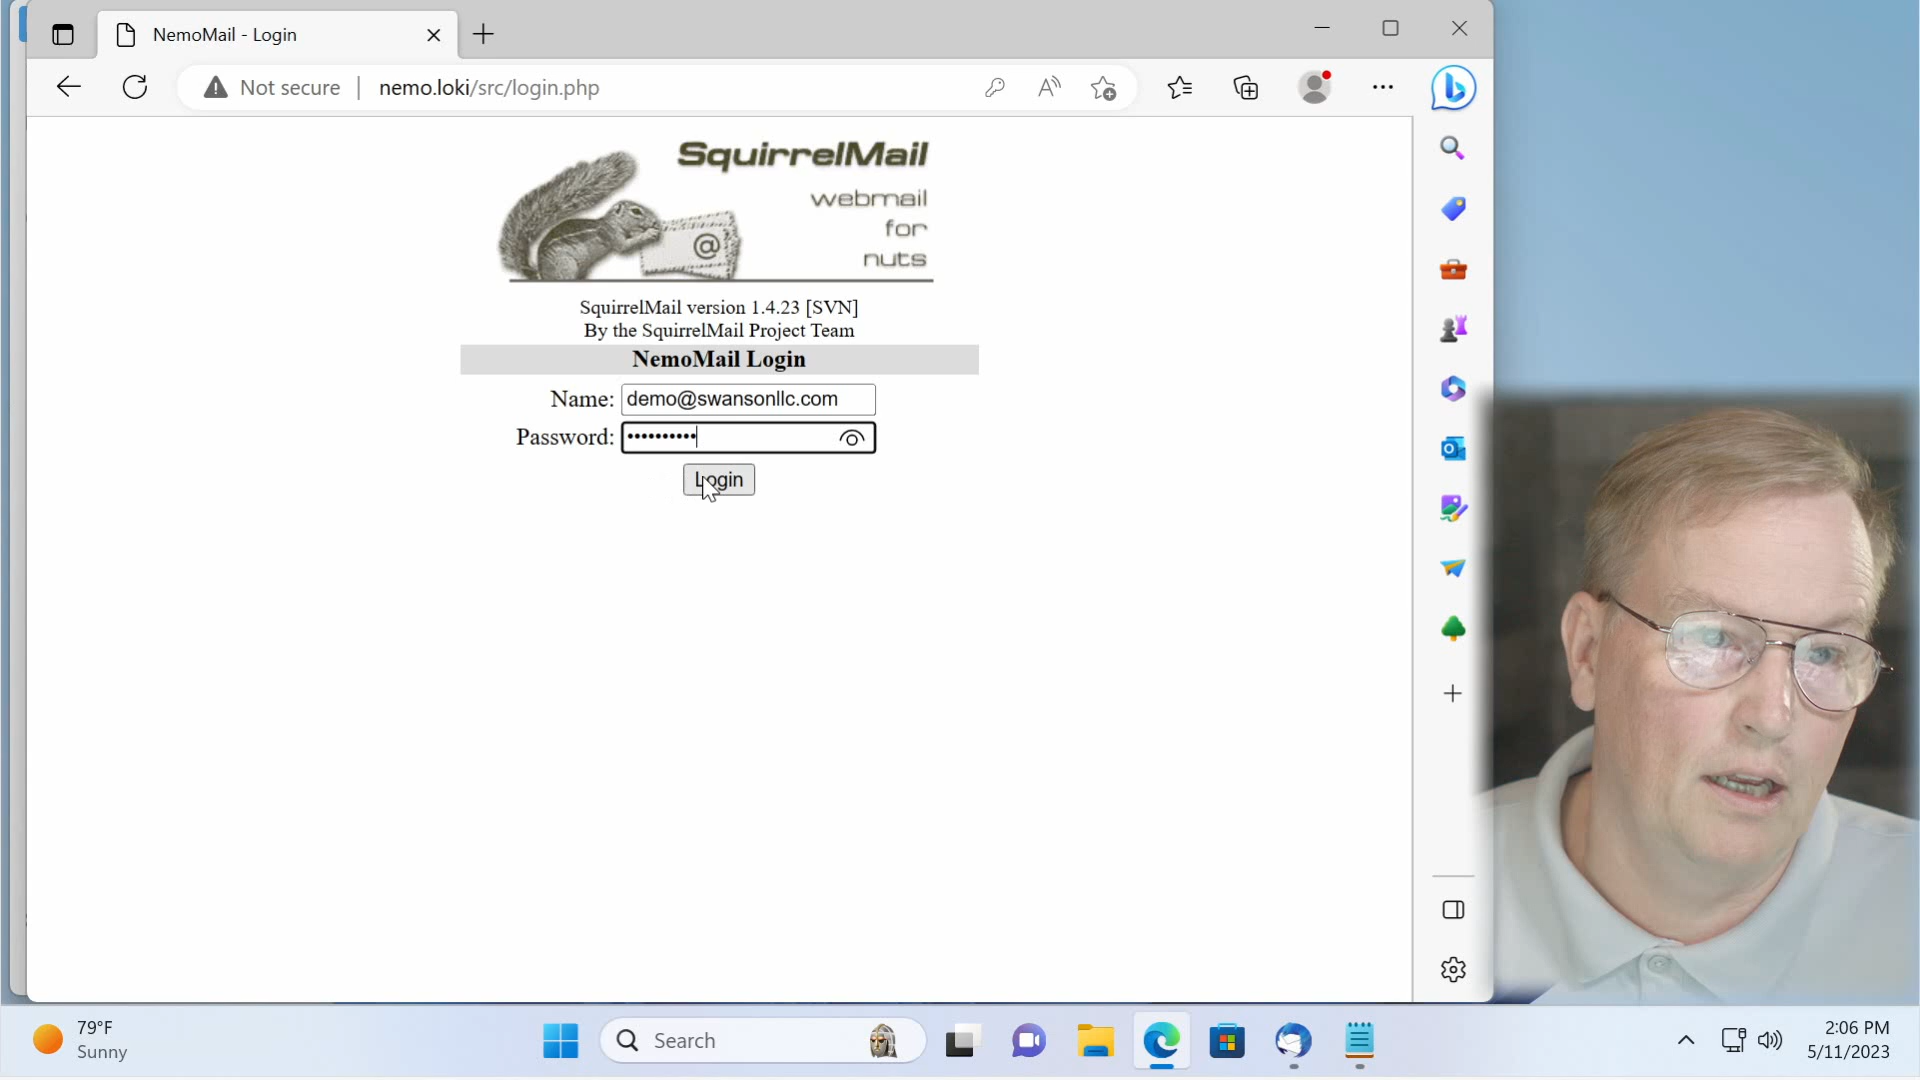 NemoMail - Login
Not secure
nemo.loki/src/login.php
SquirrelMail
webmail
for
nuts
@
SquirrelMail version 1.4.23 [SVN]
By the SquirrelMail Project Team
NemoMail Login
Name: demo@swansonllc.com
Password: ••••••••••
Login
79°F
Sunny
Search
2:06 PM
5/11/2023